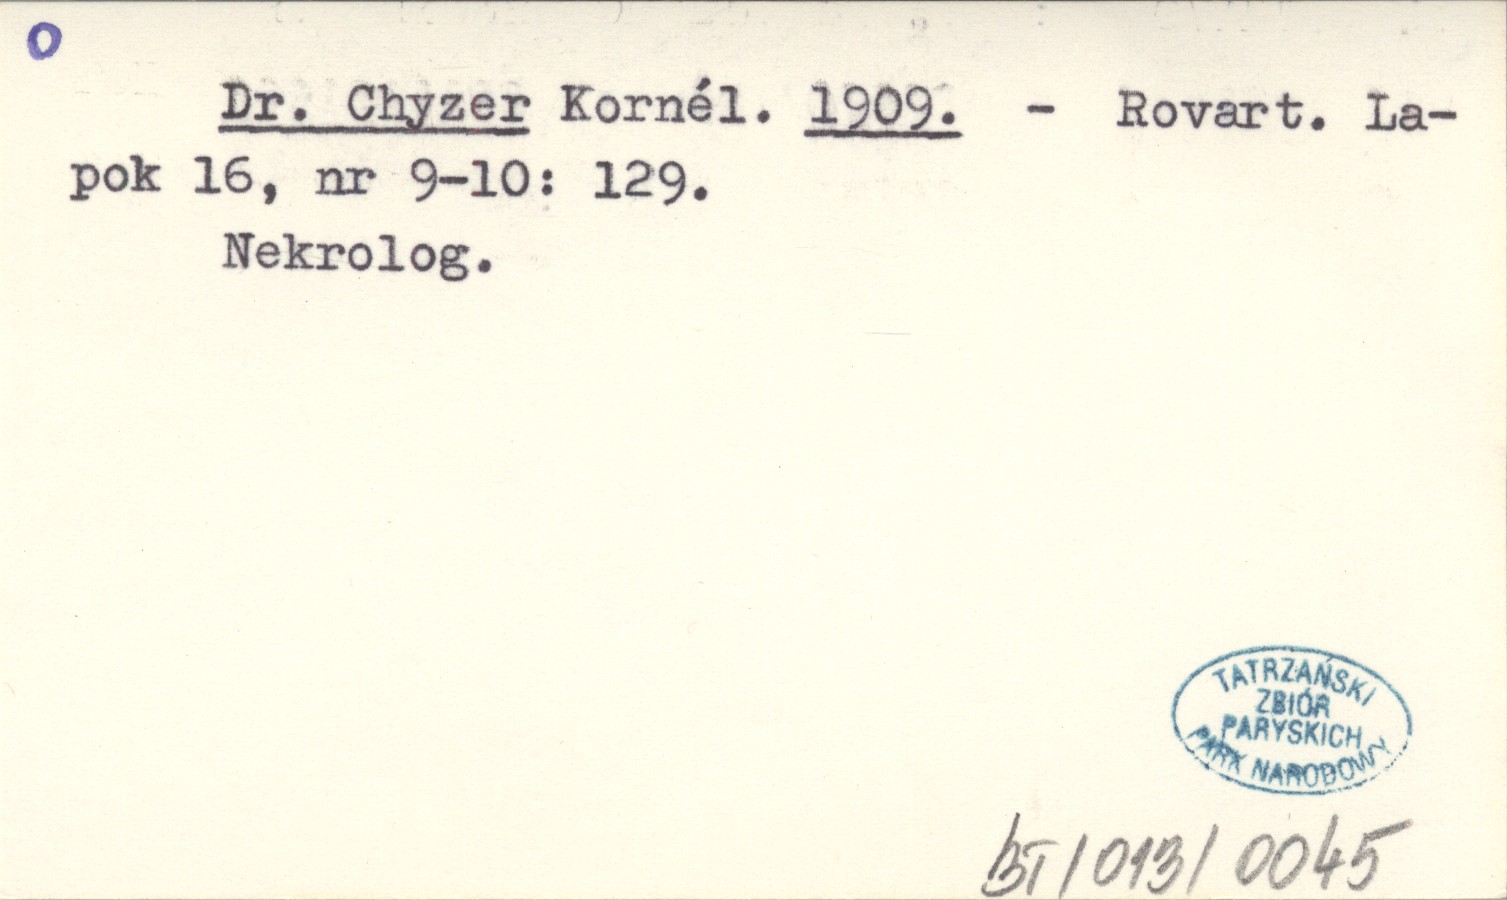 O
Dr. Chyzer Kornél. 1909. - Rovart. La-
pok 16, nr 9-10: 129.
Nekrolog.
TATRZAŃSKI
ZBIÓR
PARYSKICH
PARK NARODOWY
BT/013/0045